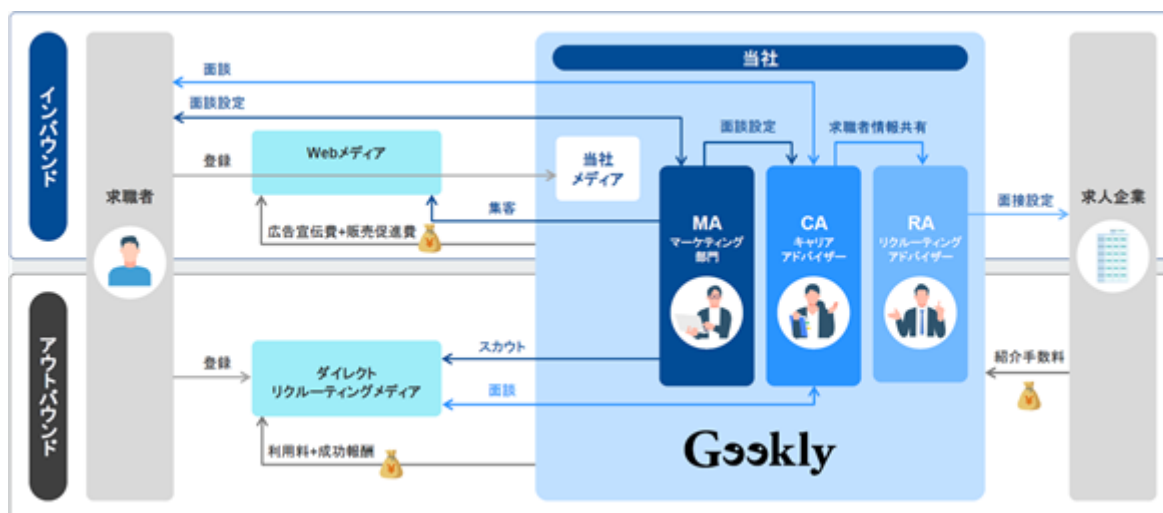 インバウンド
アウトバウンド
求職者
当社
面談
面談設定
登録
Webメディア
当社
メディア
集客
広告宣伝費+販売促進費
面談設定
求職者情報共有
MA
マーケティング
部門
CA
キャリア
アドバイザー
RA
リクルーティング
アドバイザー
面接設定
求人企業
登録
ダイレクト
リクルーティングメディア
スカウト
面談
利用料+成功報酬
紹介手数料
Geekly